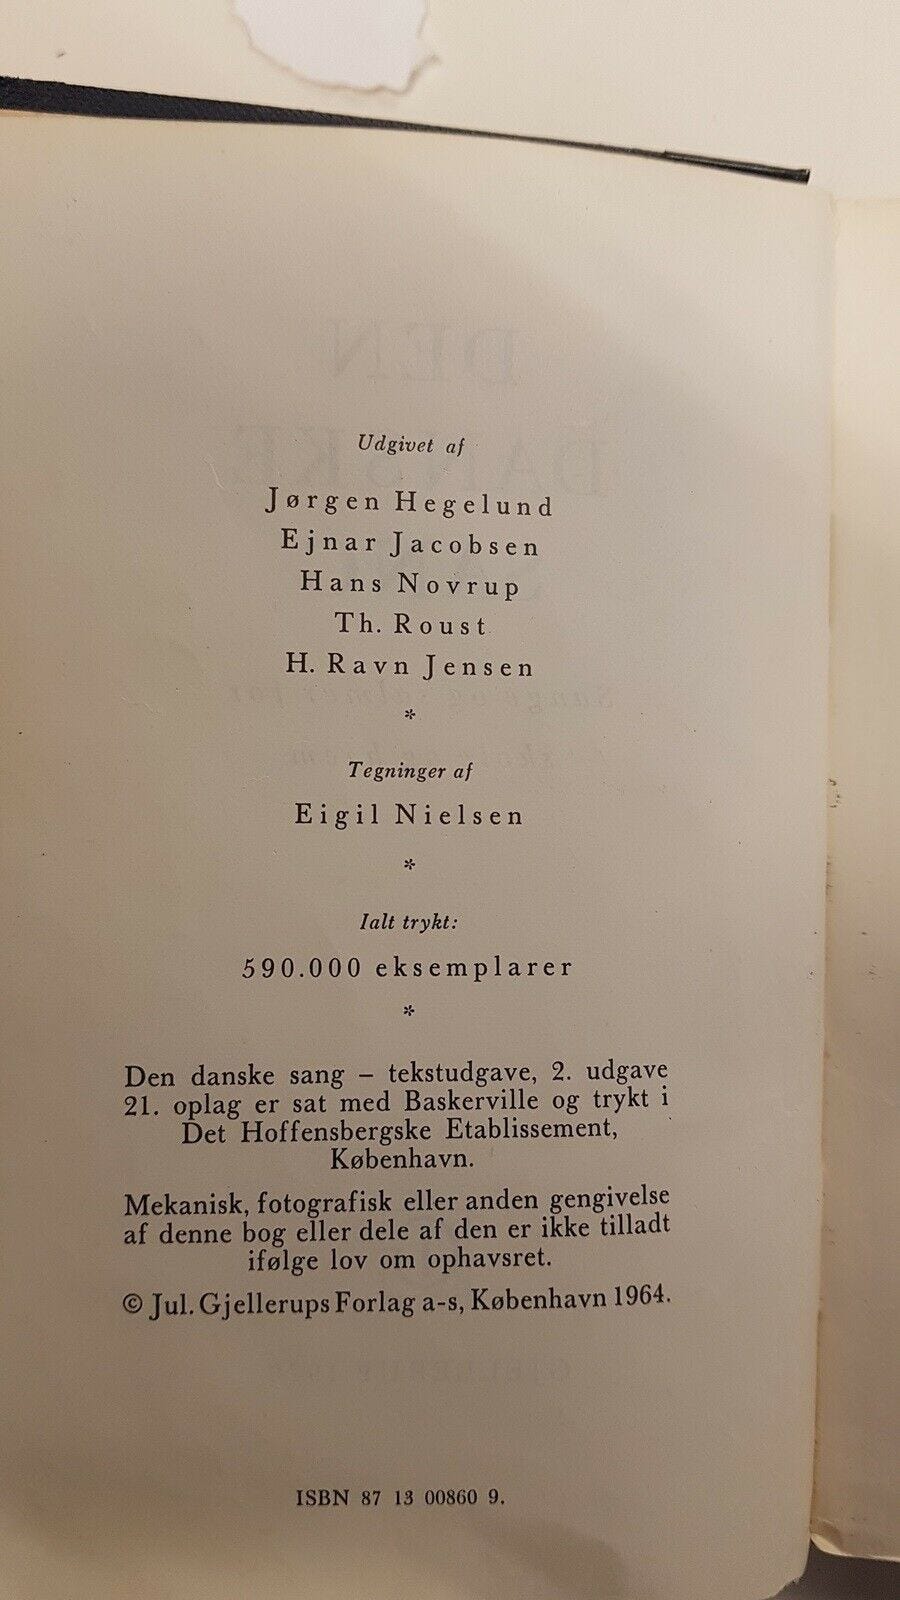 Udgivet af
Jørgen Hegelund
Ejnar Jacobsen
Hans Novrup
Th. Roust
H. Ravn Jensen
*
Tegninger af
Eigil Nielsen
*
Ialt trykt:
590.000 eksemplarer
*
Den danske sang – tekstudgave, 2. udgave
21. oplag er sat med Baskerville og trykt i
Det Hoffensbergske Etablissement,
København.
Mekanisk, fotografisk eller anden gengivelse
af denne bog eller dele af den er ikke tilladt
ifølge lov om ophavsret.
© Jul. Gjellerups Forlag a-s, København 1964.
ISBN 87 13 00860 9.